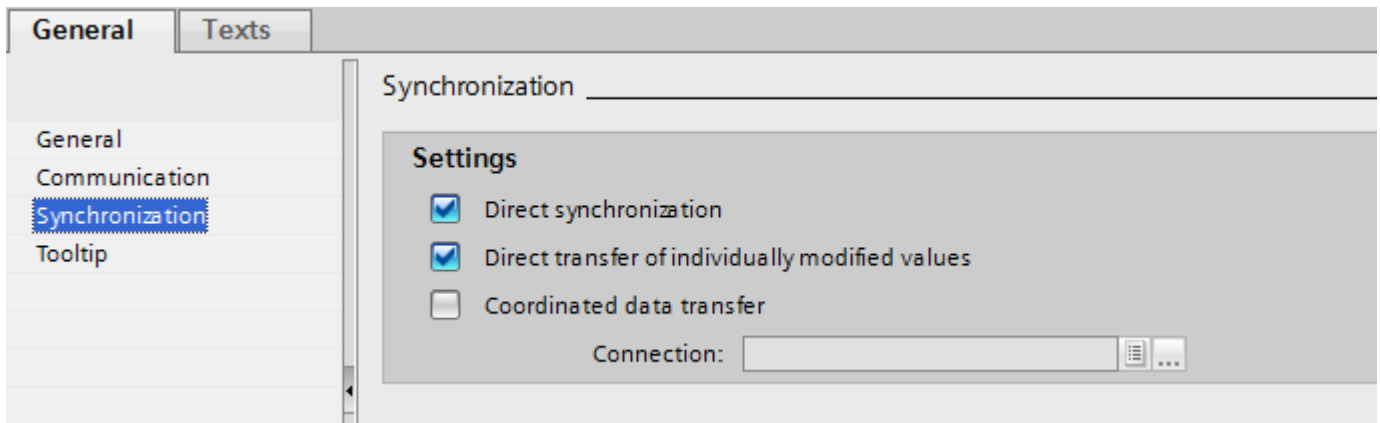 General Texts
Synchronization
General
Communication
Synchronization
Tooltip
Settings
Direct synchronization
Direct transfer of individually modified values
Coordinated data transfer
Connection:
...